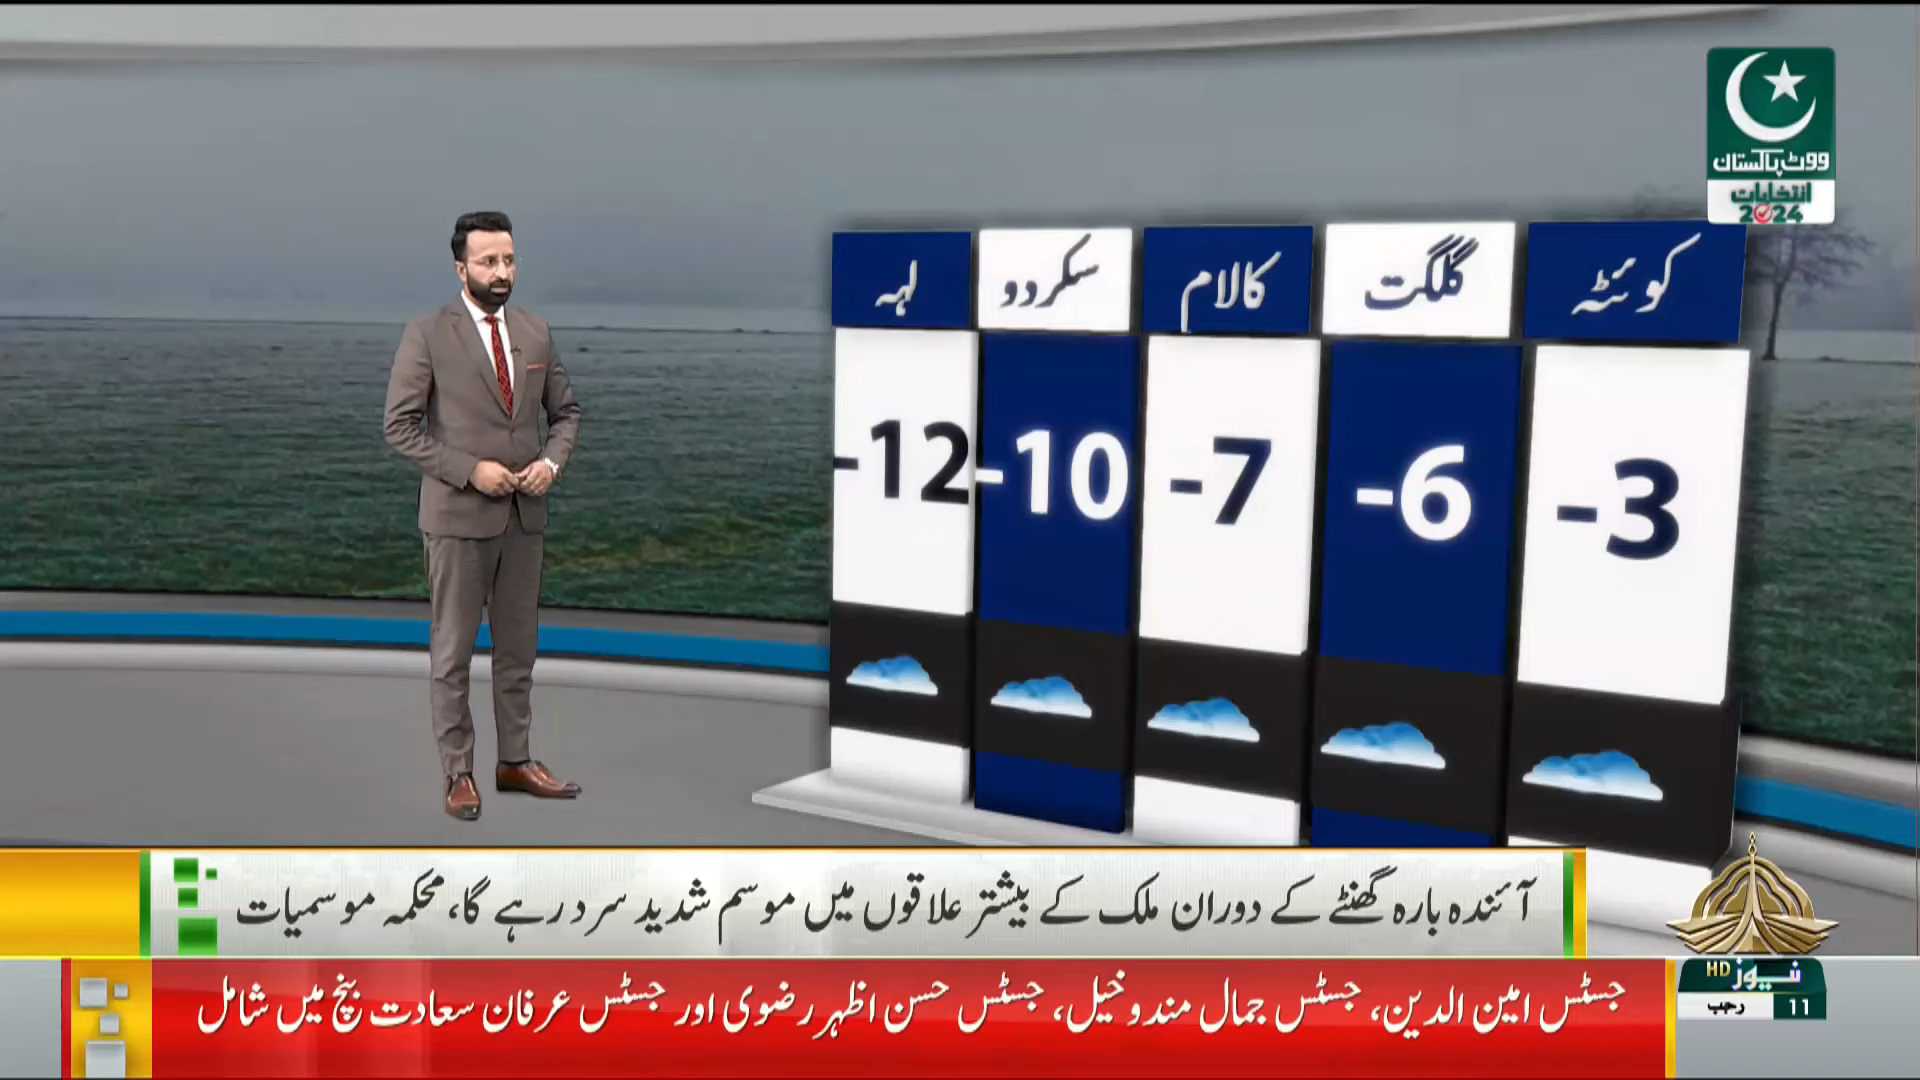 ووٹ پاکستان
انتخابات
2024
کوئٹہ
گلگت
کالام
سکردو
لہہ
-3
-6
-7
-10
-12
آئندہ بارہ گھنٹے کے دوران ملک کے بیشتر علاقوں میں موسم شدید سرد رہے گا، محکمہ موسمیات
جسٹس امین الدین، جسٹس جمال مندوخیل، جسٹس حسن اظہر رضوی اور جسٹس عرفان سعادت بنچ میں شامل
نیوز HD
11 رجب